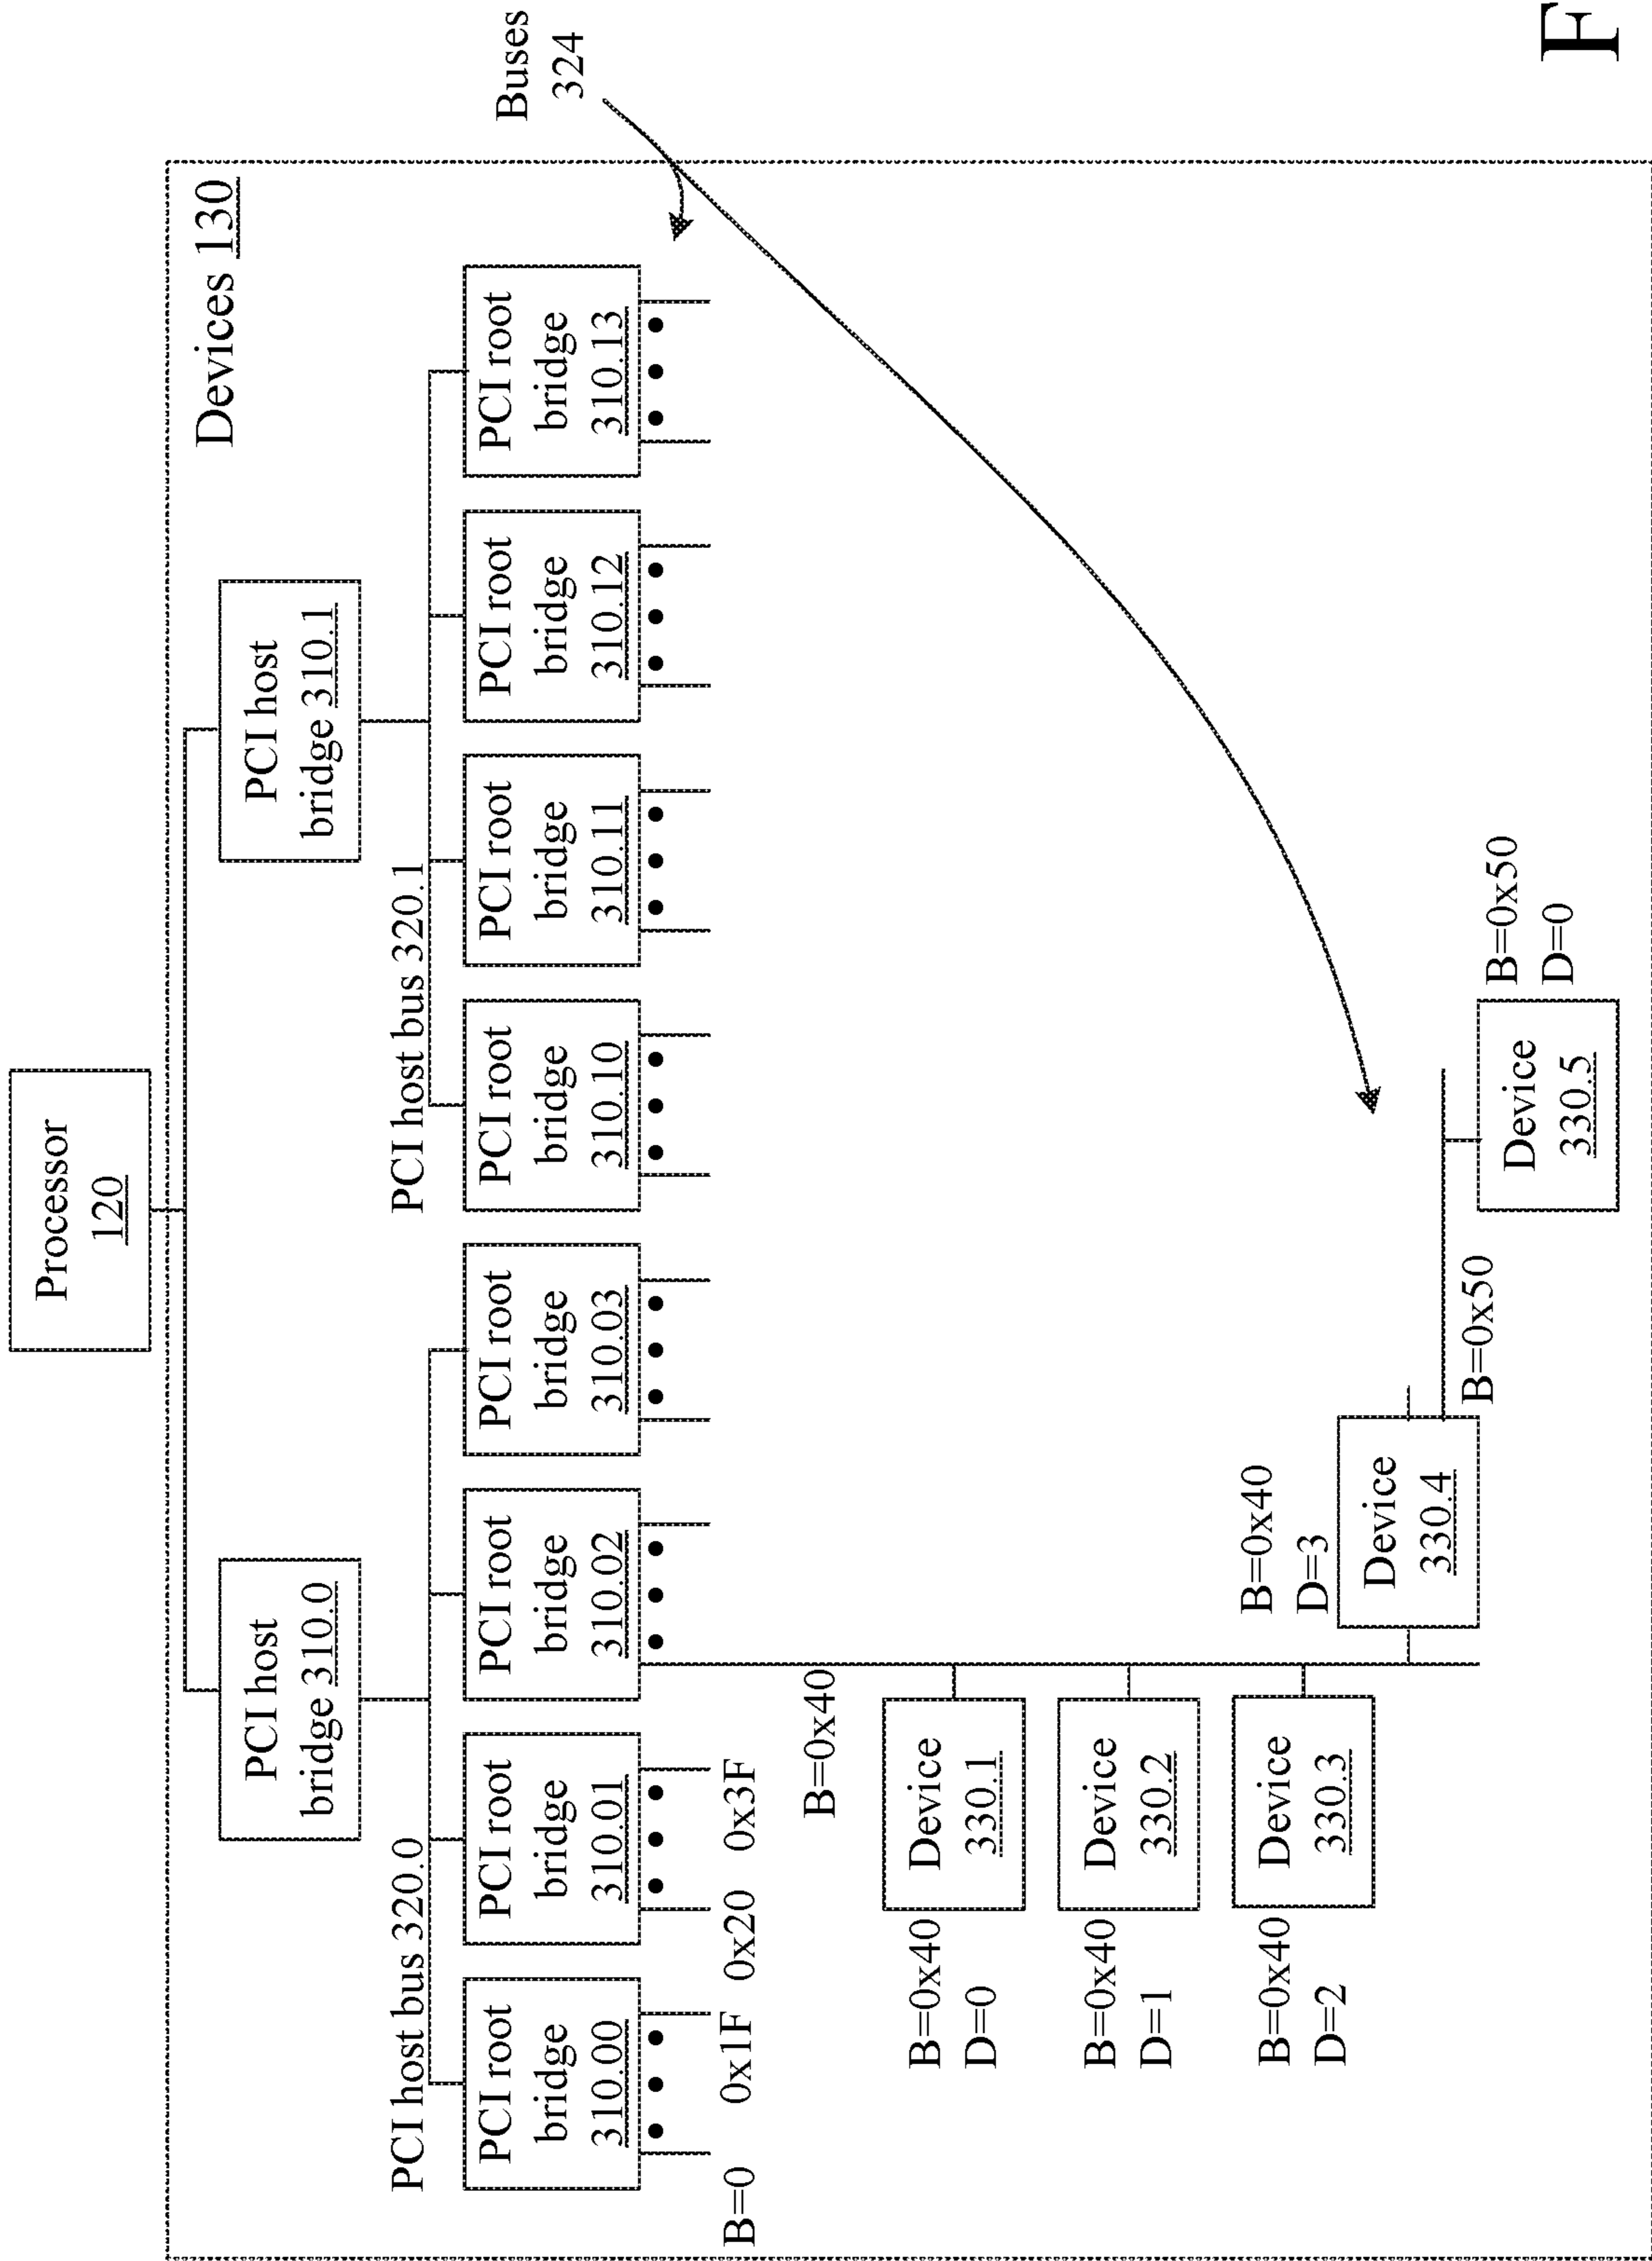 Processor
120
Devices 130
PCI host
bridge 310.0
PCI host
bridge 310.1
Buses
324
PCI host bus 320.0
PCI host bus 320.1
PCI root
bridge
310.00
PCI root
bridge
310.01
PCI root
bridge
310.02
PCI root
bridge
310.03
PCI root
bridge
310.10
PCI root
bridge
310.11
PCI root
bridge
310.12
PCI root
bridge
310.13
B=0
0x1F
0x20
0x3F
B=0x40
B=0x40
D=0
Device
330.1
B=0x40
D=1
Device
330.2
B=0x40
D=2
Device
330.3
B=0x40
D=3
Device
330.4
B=0x50
Device
330.5
B=0x50
D=0
F